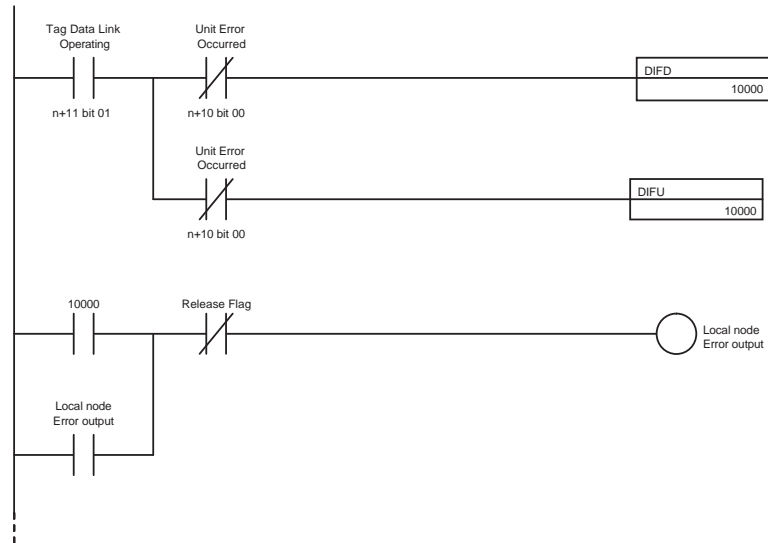 Tag Data Link
Operating
Unit Error
Occurred
DIFD
10000
n+11 bit 01
n+10 bit 00
Unit Error
Occurred
DIFU
10000
n+10 bit 00
10000
Release Flag
Local node
Error output
Local node
Error output